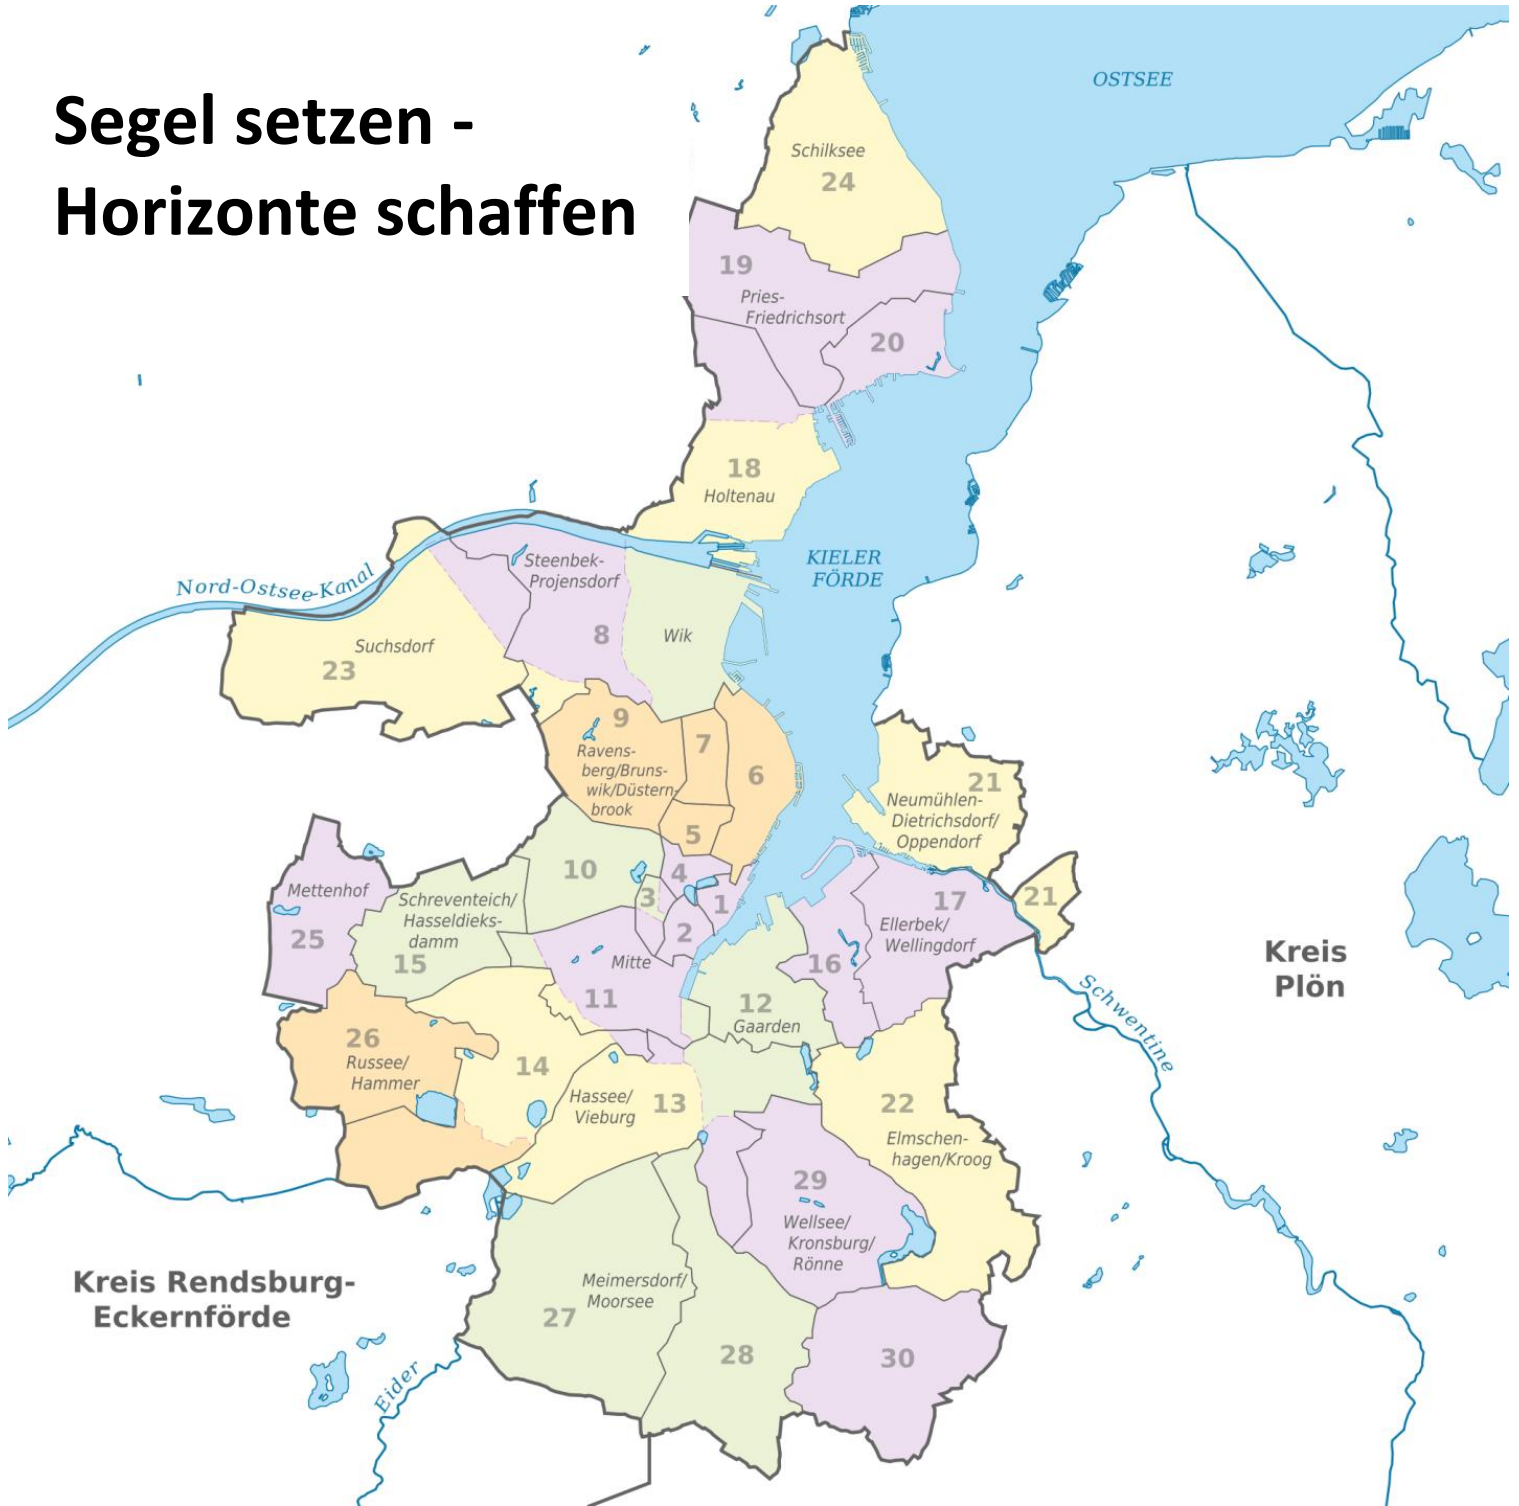 Segel setzen -
Horizonte schaffen
OSTSEE
Schilksee
24
19
Pries-
Friedrichsort
20
18
Holtenau
KIELER
FÖRDE
Nord-Ostsee-Kanal
Steenbek-
Projensdorf
8
Wik
Suchsdorf
23
9
Ravens-
berg/Bruns-
wik/Düstern-
brook
7
6
5
21
Neumühlen-
Dietrichsdorf/
Oppendorf
10
4
3
1
2
Mettenhof
25
Schreventeich/
Hasseldieks-
damm
15
Mitte
11
17
Ellerbek/
Wellingdorf
21
16
12
Gaarden
Kreis
Plön
Schwentine
26
Russee/
Hammer
14
Hassee/
Vieburg
13
22
Elmschen-
hagen/Kroog
29
Wellsee/
Kronsburg/
Rönne
Kreis Rendsburg-
Eckernförde
Meimersdorf/
Moorsee
27
28
30
Eider